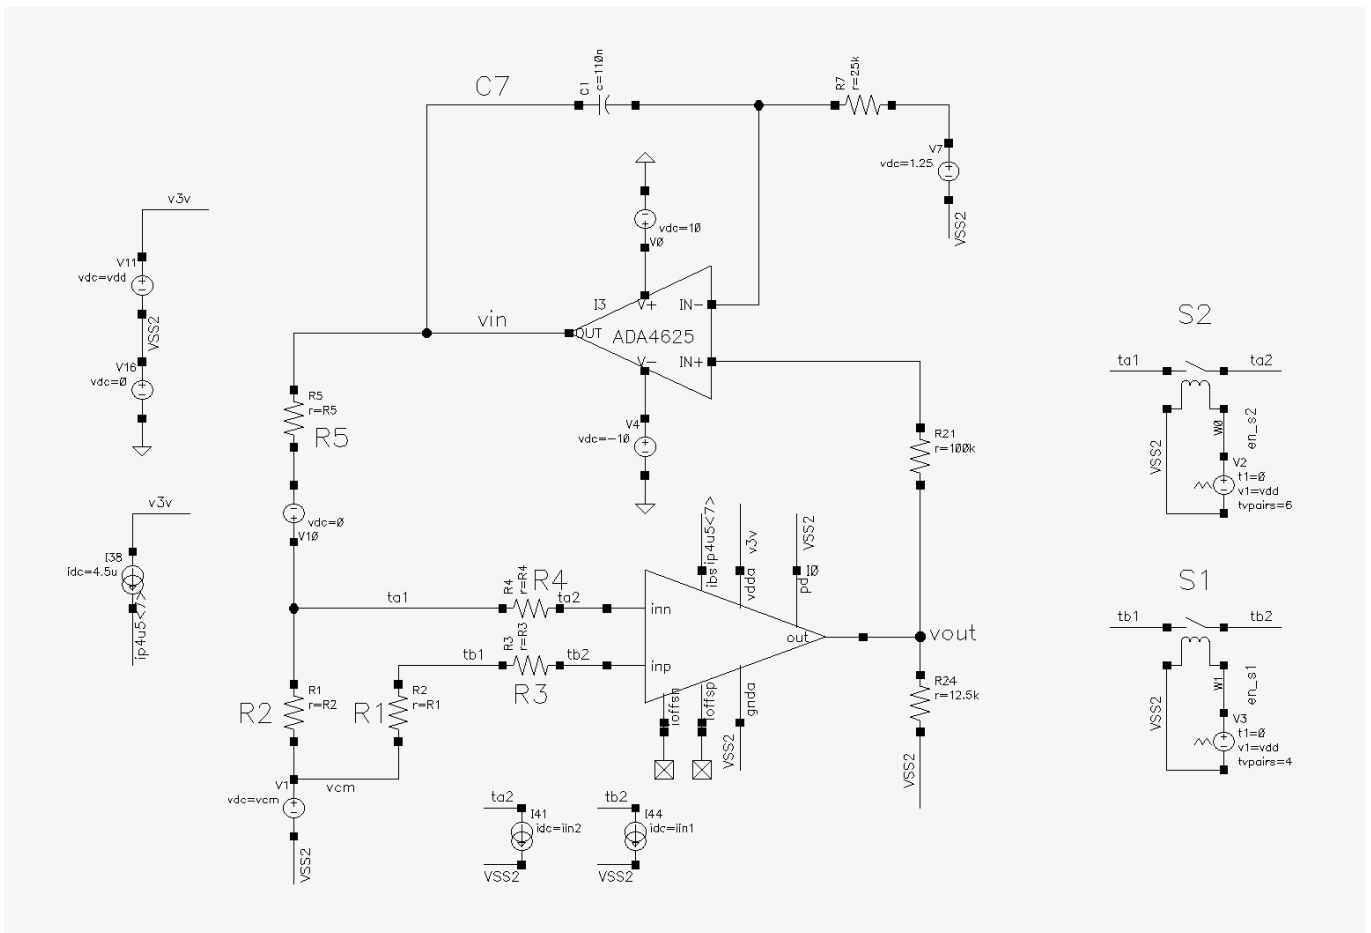 C7
C1
c=110n
R7
r=25k
V7
vdc=1.25
VSS2
v3v
V11
vdc=vdd
VSS2
V16
vdc=0
vdc=10
V0
I3
V+
IN-
vin
OUT
ADA4625
V-
IN+
V4
vdc=-10
R5
r=R5
R5
vdc=0
V10
R21
r=100k
S2
ta1
ta2
VSS2
W0
en_s2
V2
t1=0
v1=vdd
tvpairs=6
v3v
I38
idc=4.5u
ip4u5<7>
ta1
R4
r=R4
R4
ta2
tb1
R3
r=R3
tb2
R3
ibs
ip4u5<7>
vdda
v3v
pd
VSS2
I0
inn
inp
out
vout
ioffsn
ioffsp
gnda
VSS2
R24
r=12.5k
VSS2
S1
tb1
tb2
VSS2
W1
en_s1
V3
t1=0
v1=vdd
tvpairs=4
R2
R1
r=R2
R1
R2
r=R1
V1
vdc=vcm
vcm
VSS2
ta2
I41
idc=iin2
VSS2
tb2
I44
idc=iin1
VSS2